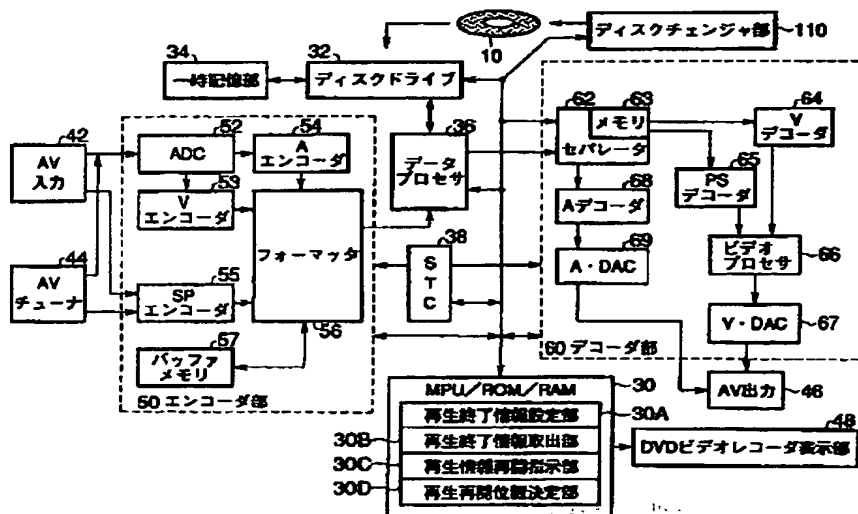 10
ディスクチェンジャ部
110
34
一時記憶部
32
ディスクドライブ
42
AV
入力
44
AV
チューナ
52
ADC
54
A
エンコーダ
53
V
エンコーダ
55
SP
エンコーダ
57
バッファ
メモリ
フォーマッタ
56
50 エンコーダ部
36
データ
プロセサ
38
S
T
C
62
63
メモリ
セパレータ
64
V
デコーダ
65
PS
デコーダ
68
Aデコーダ
69
A・DAC
ビデオ
プロセサ
66
V・DAC
67
60 デコーダ部
AV出力
46
MPU/ROM/RAM
30
再生終了情報設定部
30A
30B
再生終了情報取出部
30C
再生情報再開指示部
30D
再生再開位置決定部
48
DVDビデオレコーダ表示部